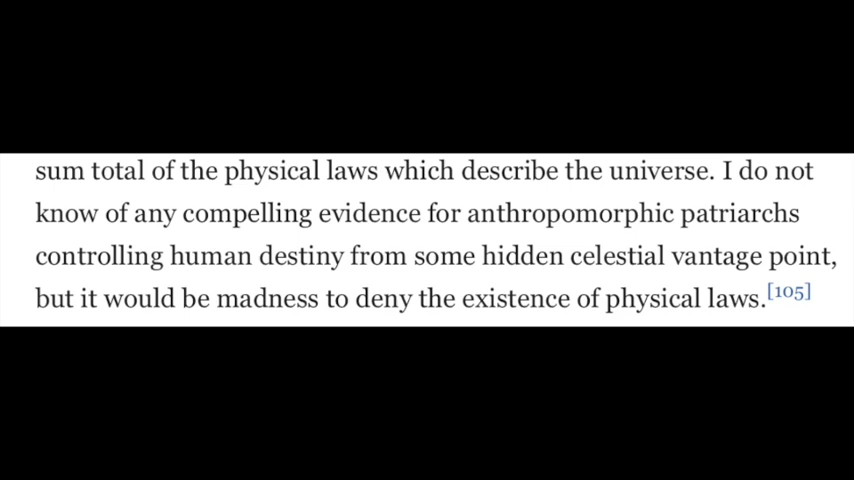 sum total of the physical laws which describe the universe. I do not
know of any compelling evidence for anthropomorphic patriarchs
controlling human destiny from some hidden celestial vantage point,
but it would be madness to deny the existence of physical laws.[105]